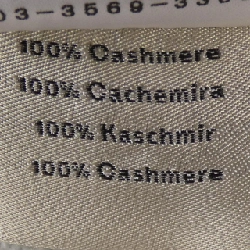 03-3569-33
100% Cashmere
100% Cachemira
100% Kaschmir
100% Cashmere